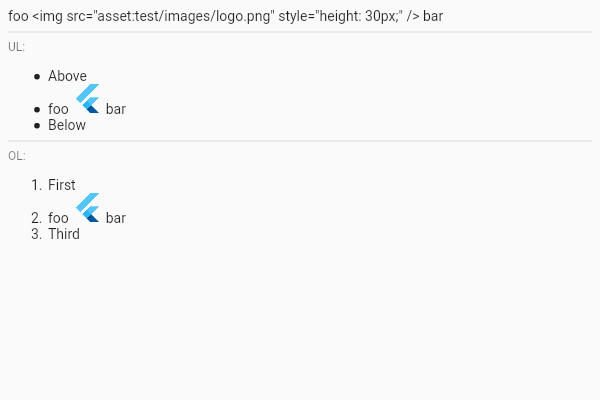 foo <img src="asset:test/images/logo.png" style="height: 30px;" /> bar
UL:
● Above
● foo bar
● Below
OL:
1. First
2. foo bar
3. Third